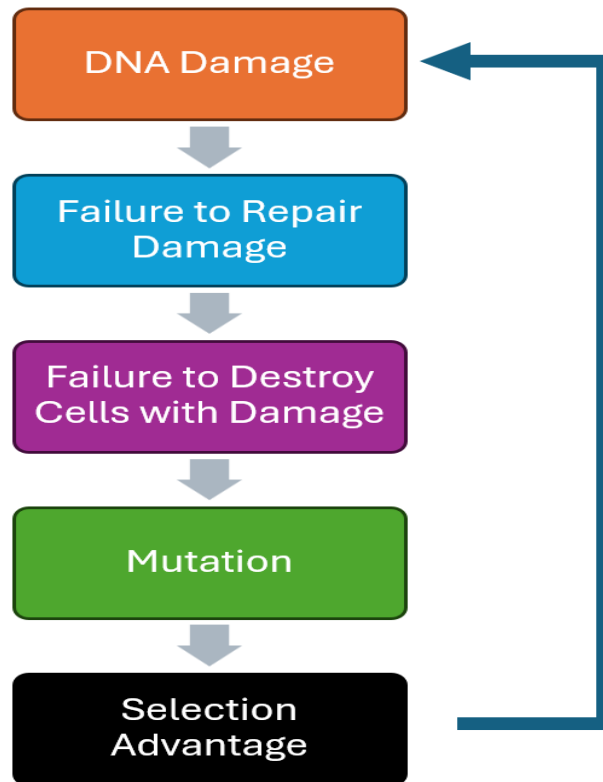 DNA Damage
Failure to Repair
Damage
Failure to Destroy
Cells with Damage
Mutation
Selection
Advantage